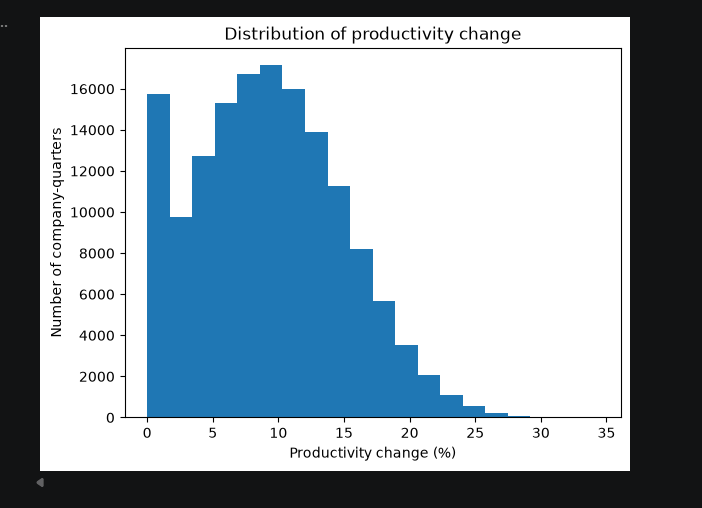 Distribution of productivity change
Number of company-quarters
16000
14000
12000
10000
8000
6000
4000
2000
0
0 5 10 15 20 25 30 35
Productivity change (%)